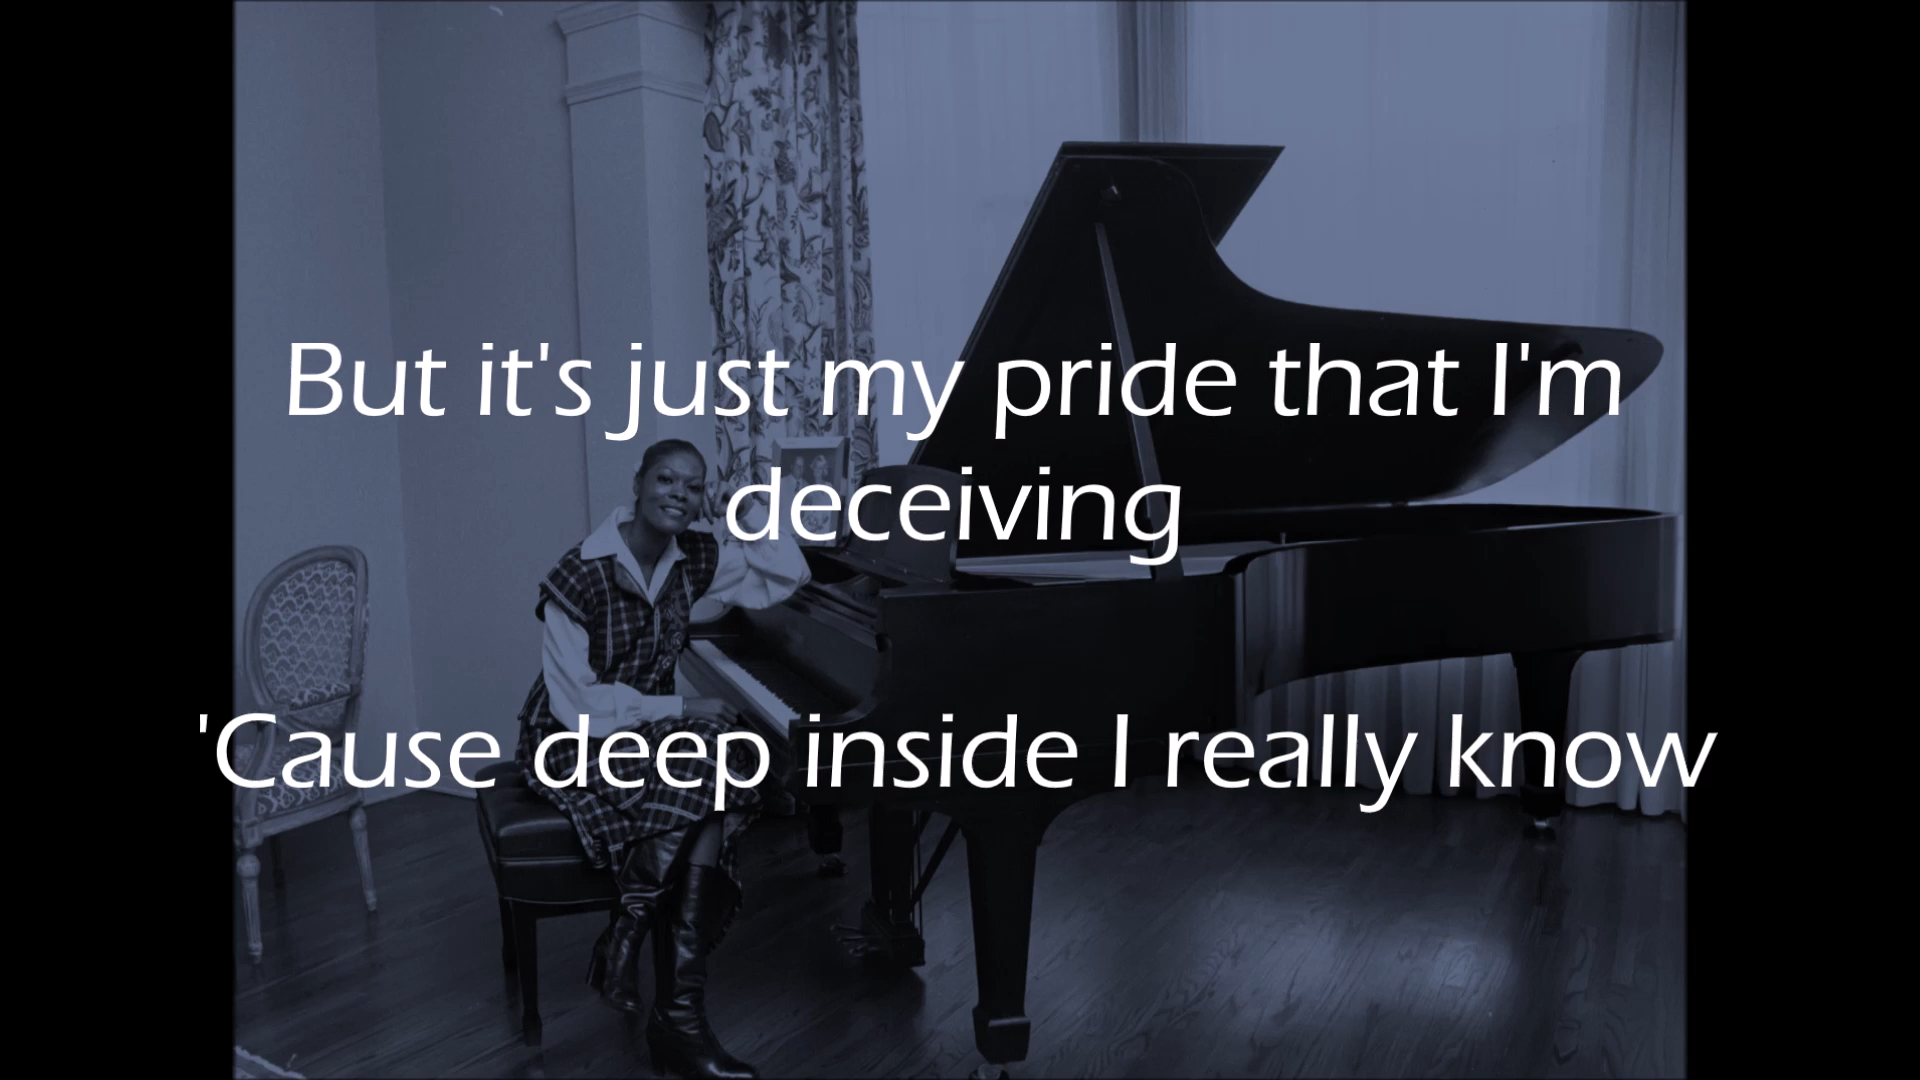 But it's just my pride that I'm
deceiving
'Cause deep inside I really know